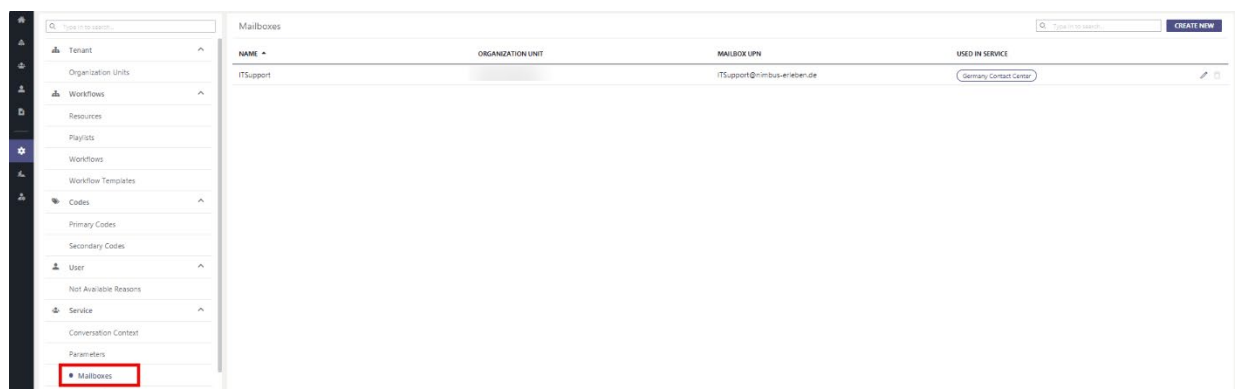 Type in to search...
Tenant
Organization Units
Workflows
Resources
Playlists
Workflows
Workflow Templates
Codes
Primary Codes
Secondary Codes
User
Not Available Reasons
Service
Conversation Context
Parameters
Mailboxes
Mailboxes
Type in to search...
CREATE NEW
NAME
ORGANIZATION UNIT
MAILBOX UPN
USED IN SERVICE
ITSupport
ITSupport@nimbus-erleben.de
Germany Contact Center